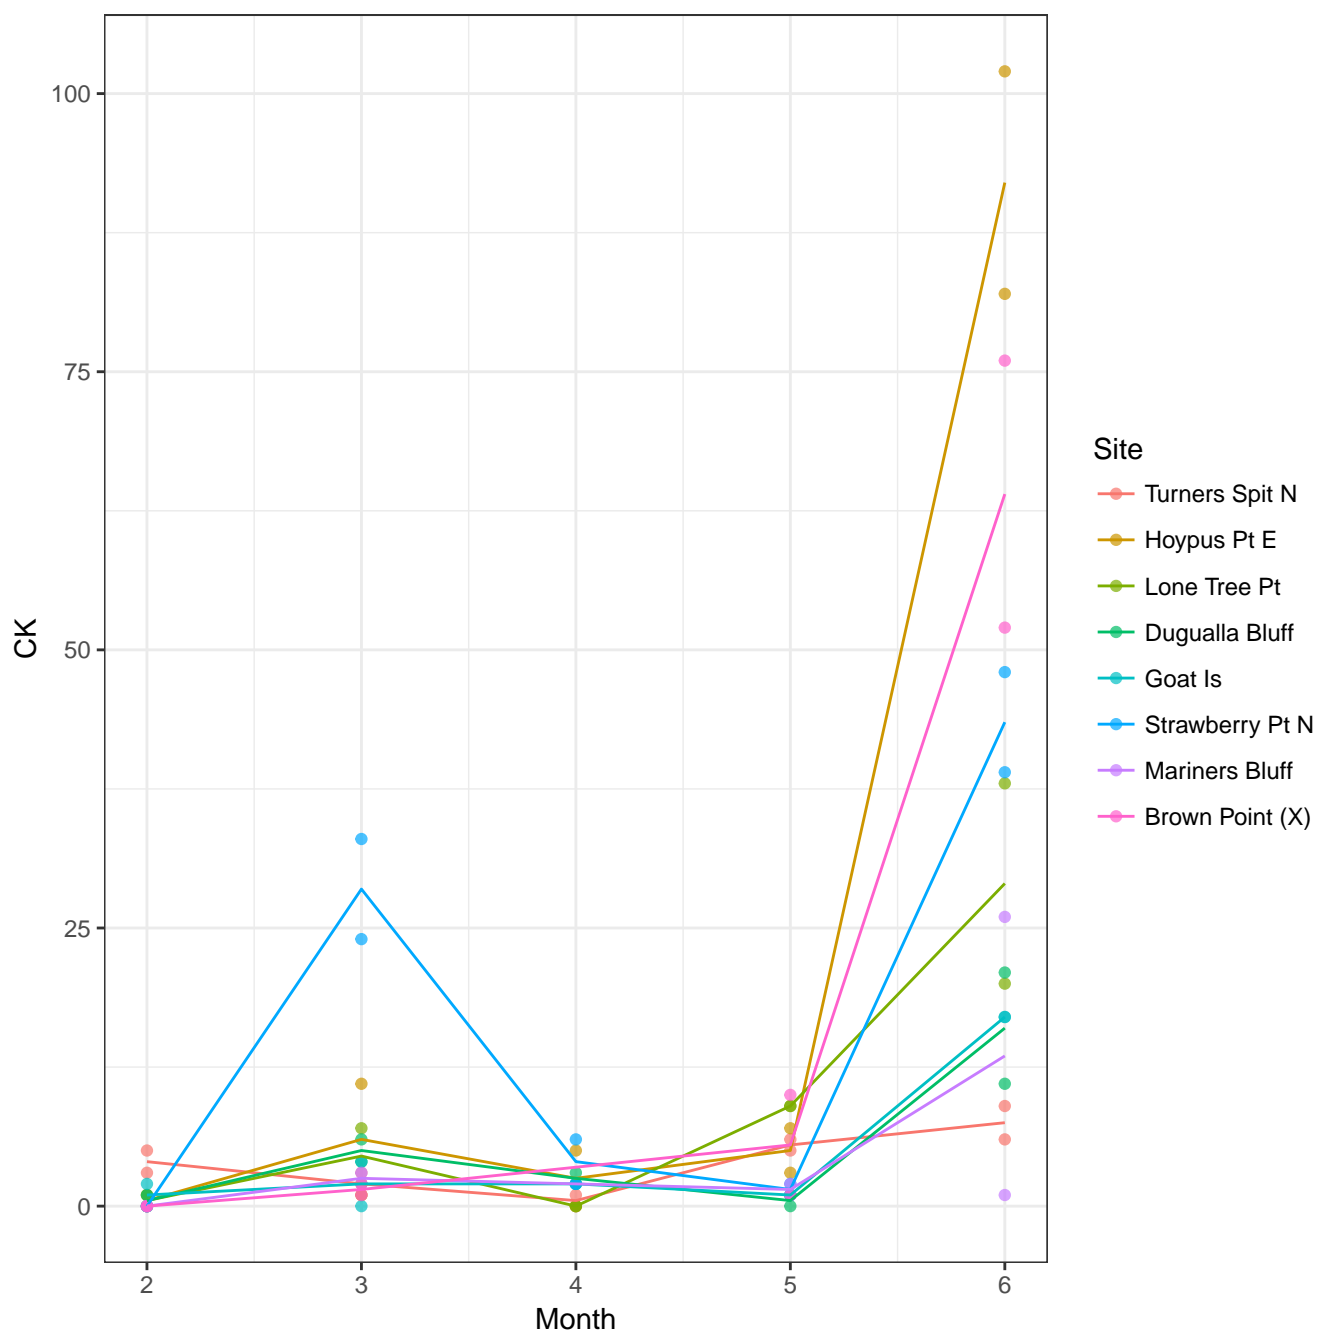 100
75
50
25
0
CK
2 3 4 5 6
Month
Site
Turners Spit N
Hoypus Pt E
Lone Tree Pt
Dugualla Bluff
Goat Is
Strawberry Pt N
Mariners Bluff
Brown Point (X)